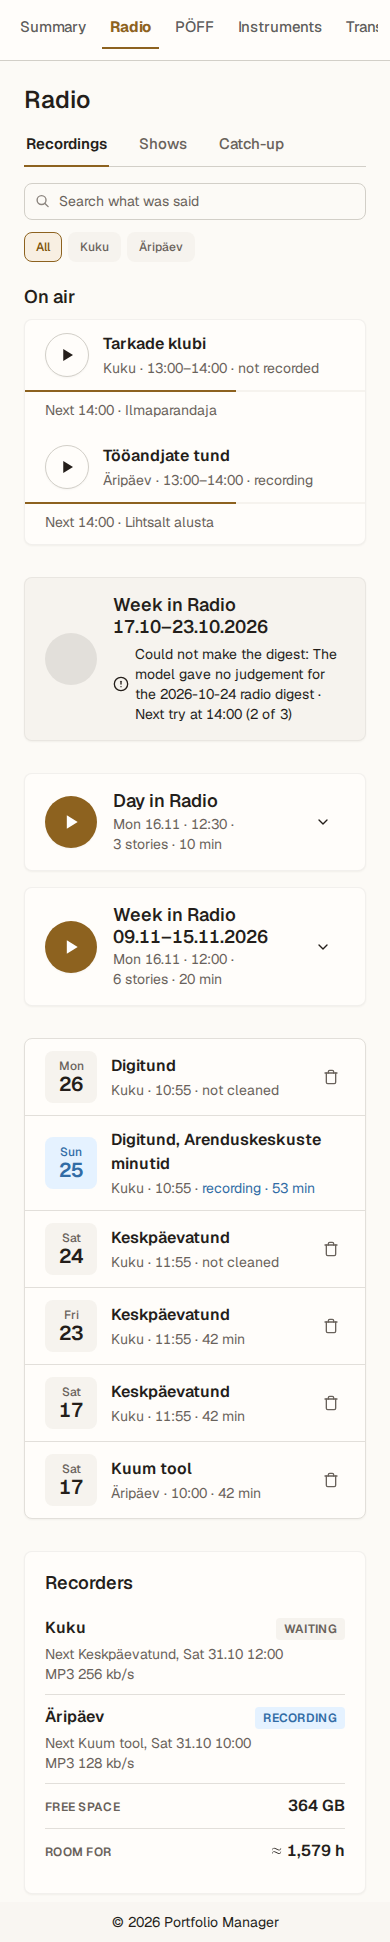 Summary Radio PÖFF Instruments Trans
Radio
Recordings Shows Catch-up
Search what was said
All Kuku Äripäev
On air
Tarkade klubi
Kuku · 13:00–14:00 · not recorded
Next 14:00 · Ilmaparandaja
Tööandjate tund
Äripäev · 13:00–14:00 · recording
Next 14:00 · Lihtsalt alusta
Week in Radio
17.10–23.10.2026
Could not make the digest: The
model gave no judgement for
the 2026-10-24 radio digest ·
Next try at 14:00 (2 of 3)
Day in Radio
Mon 16.11 · 12:30 ·
3 stories · 10 min
Week in Radio
09.11–15.11.2026
Mon 16.11 · 12:00 ·
6 stories · 20 min
Mon
26
Digitund
Kuku · 10:55 · not cleaned
Sun
25
Digitund, Arenduskeskuste
minutid
Kuku · 10:55 · recording · 53 min
Sat
24
Keskpäevatund
Kuku · 11:55 · not cleaned
Fri
23
Keskpäevatund
Kuku · 11:55 · 42 min
Sat
17
Keskpäevatund
Kuku · 11:55 · 42 min
Sat
17
Kuum tool
Äripäev · 10:00 · 42 min
Recorders
Kuku WAITING
Next Keskpäevatund, Sat 31.10 12:00
MP3 256 kb/s
Äripäev RECORDING
Next Kuum tool, Sat 31.10 10:00
MP3 128 kb/s
FREE SPACE 364 GB
ROOM FOR ≈ 1,579 h
© 2026 Portfolio Manager